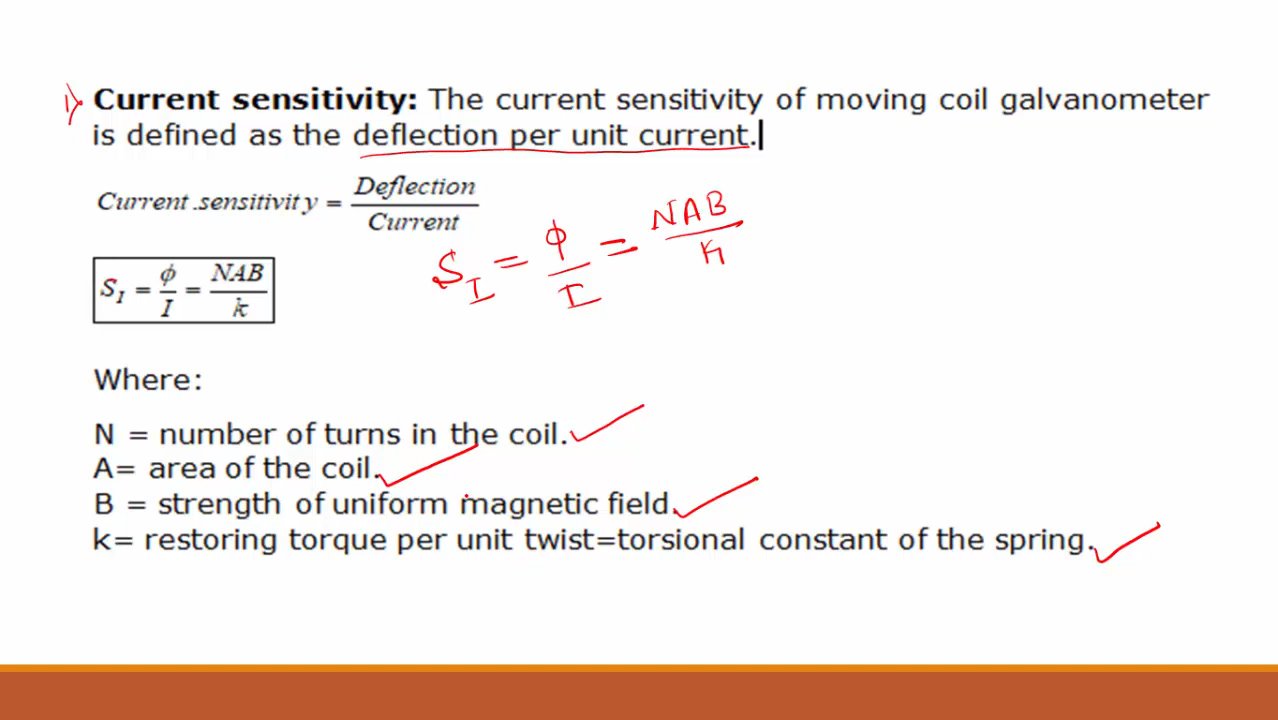 1) Current sensitivity: The current sensitivity of moving coil galvanometer
is defined as the deflection per unit current.
Current.sensitivity = Deflection / Current
S_I = ϕ / I = NAB / k
S_I = ϕ / I = NAB / k
Where:
N = number of turns in the coil.
A= area of the coil.
B = strength of uniform magnetic field.
k= restoring torque per unit twist=torsional constant of the spring.